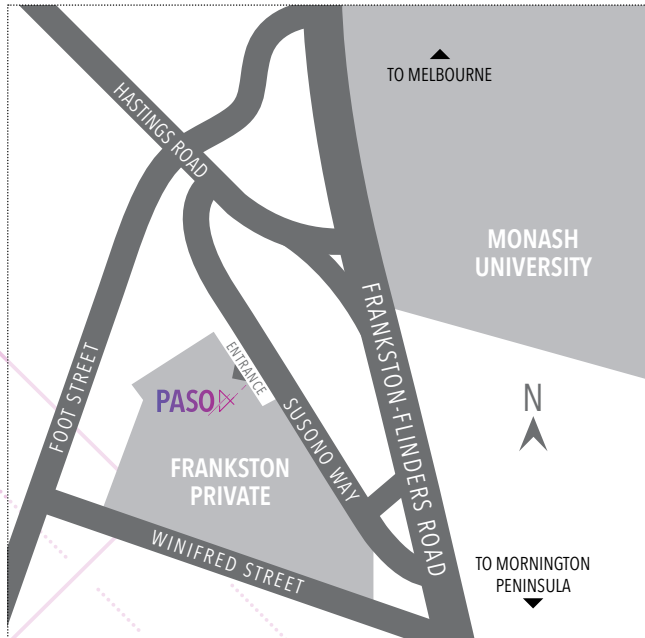 TO MELBOURNE
HASTINGS ROAD
MONASH
UNIVERSITY
FRANKSTON-FLINDERS ROAD
ENTRANCE
FOOT STREET
PASO
SUSONO WAY
N
FRANKSTON
PRIVATE
WINIFRED STREET
TO MORNINGTON
PENINSULA